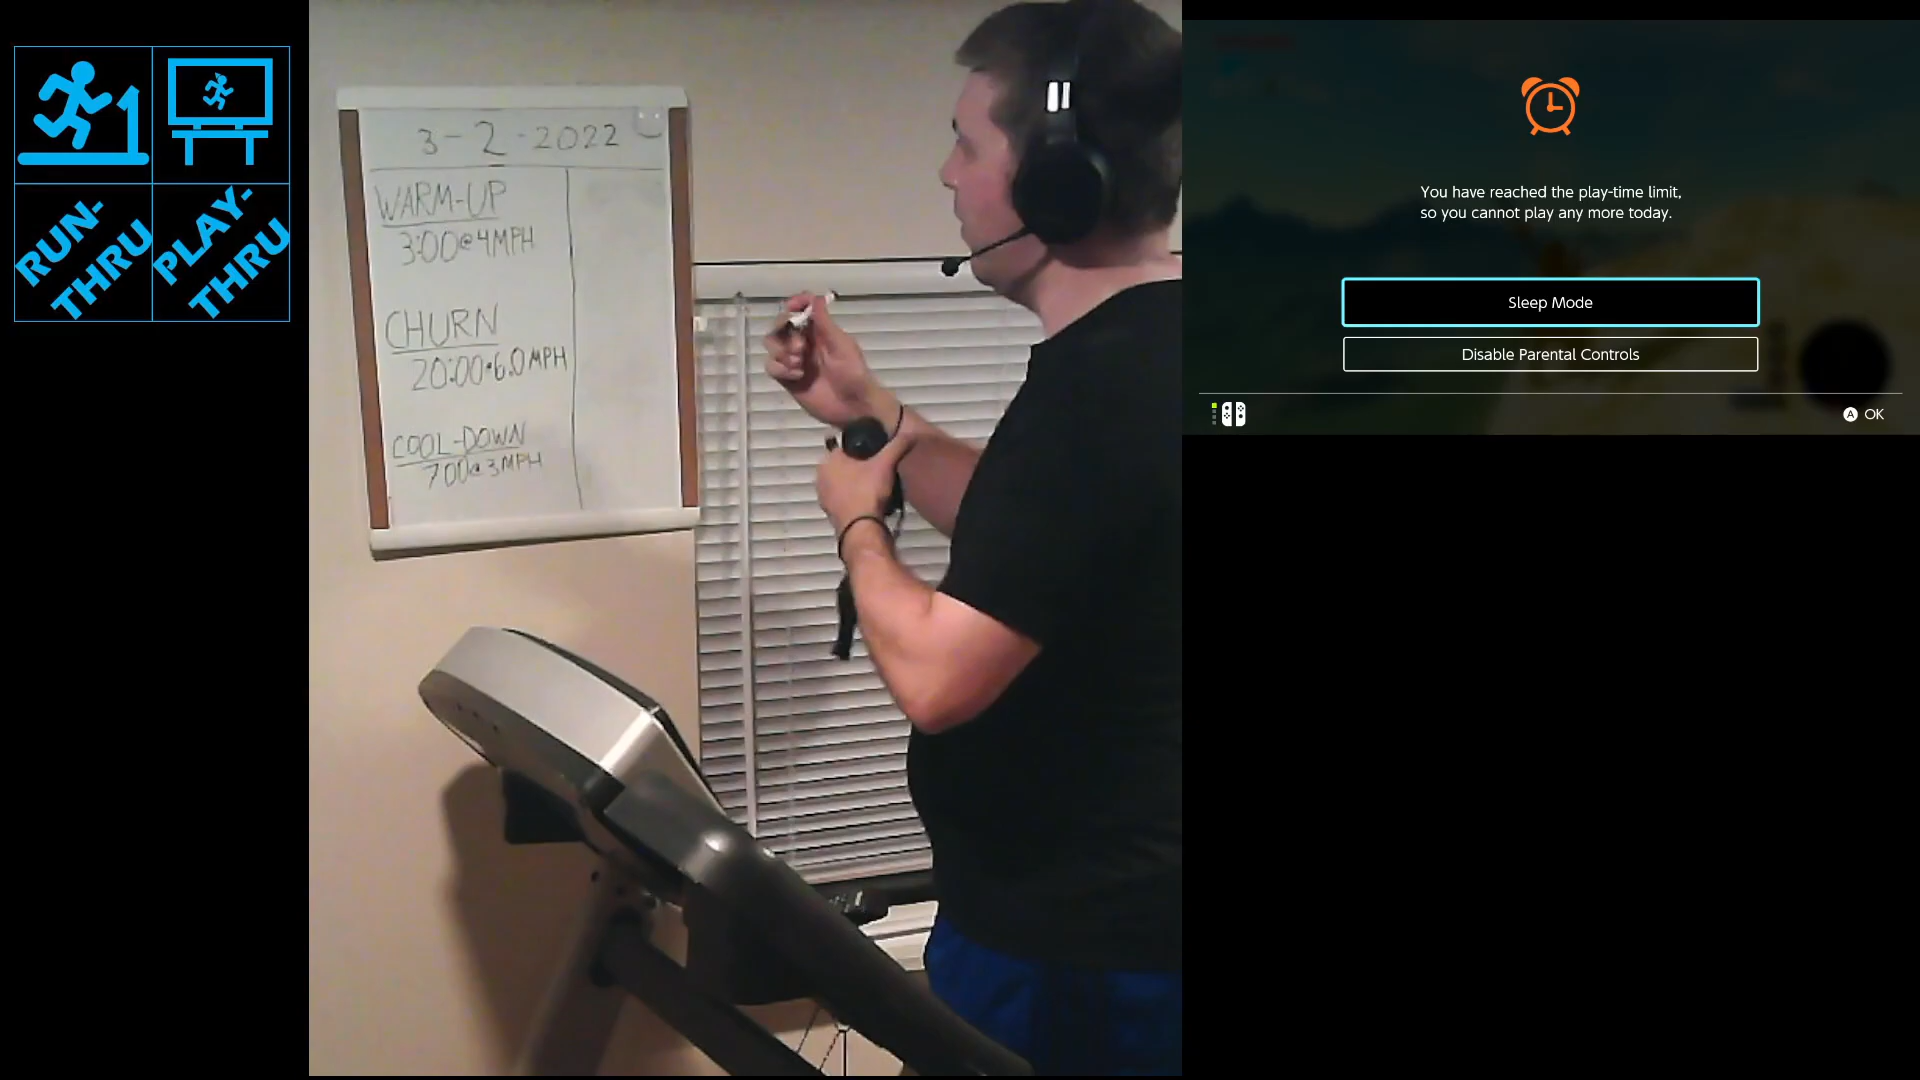 RUN-
THRU
PLAY-
THRU
3-2-2022
WARM-UP
3:00@4MPH
CHURN
20:00•6.0MPH
COOL-DOWN
700@3MPH
You have reached the play-time limit,
so you cannot play any more today.
Sleep Mode
Disable Parental Controls
A OK